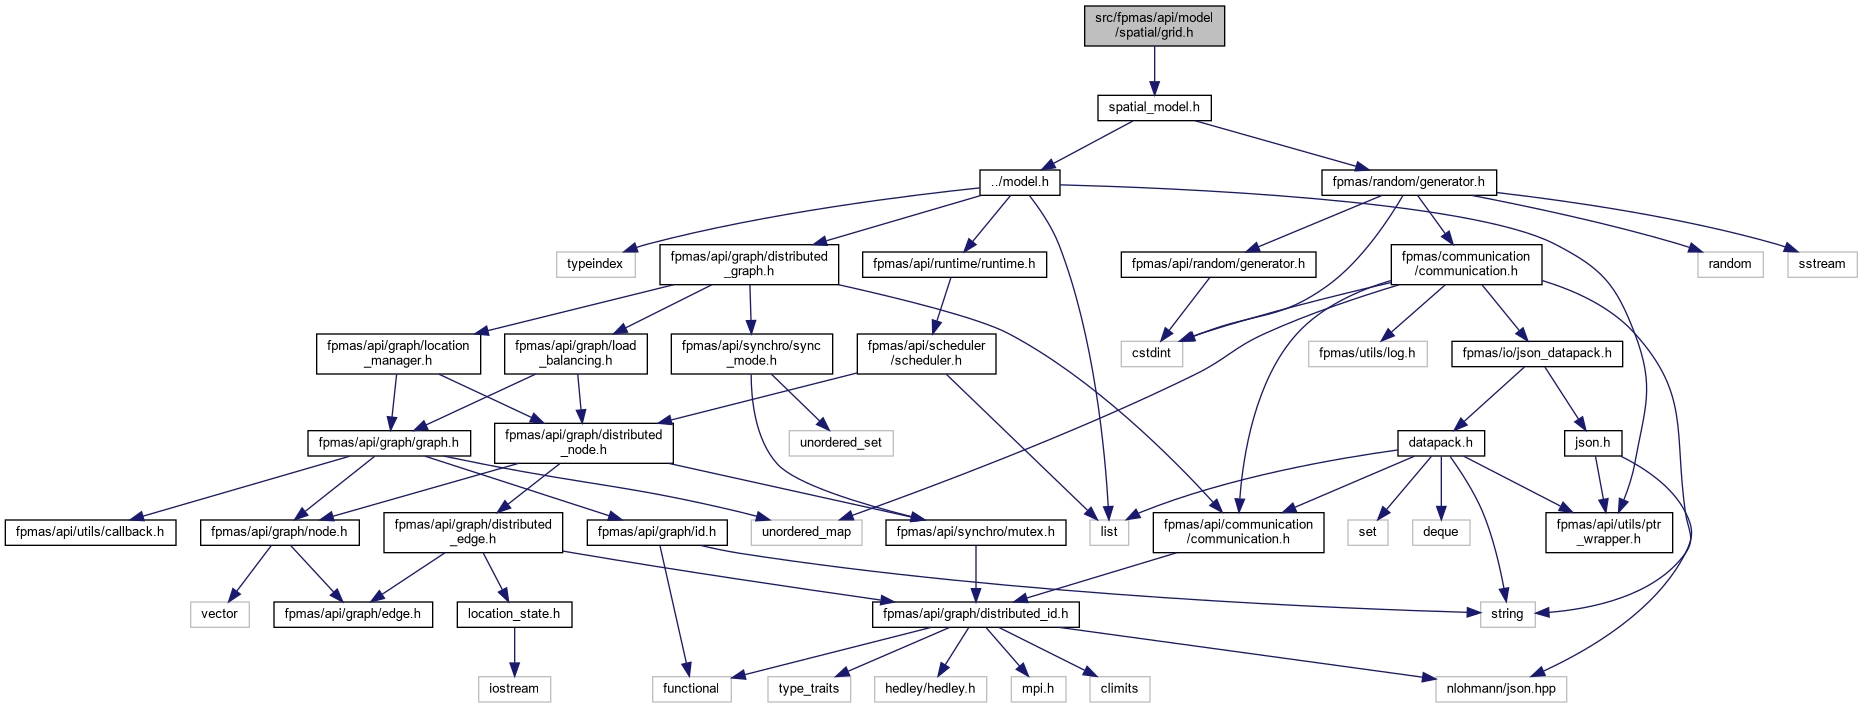 src/fpmas/api/model
/spatial/grid.h
spatial_model.h
../model.h
fpmas/random/generator.h
typeindex
fpmas/api/graph/distributed
_graph.h
fpmas/api/runtime/runtime.h
fpmas/api/random/generator.h
fpmas/communication
/communication.h
random
sstream
fpmas/api/graph/location
_manager.h
fpmas/api/graph/load
_balancing.h
fpmas/api/synchro/sync
_mode.h
fpmas/api/scheduler
/scheduler.h
cstdint
fpmas/utils/log.h
fpmas/io/json_datapack.h
fpmas/api/graph/graph.h
fpmas/api/graph/distributed
_node.h
unordered_set
datapack.h
json.h
fpmas/api/utils/callback.h
fpmas/api/graph/node.h
fpmas/api/graph/distributed
_edge.h
fpmas/api/graph/id.h
unordered_map
fpmas/api/synchro/mutex.h
list
fpmas/api/communication
/communication.h
set
deque
fpmas/api/utils/ptr
_wrapper.h
vector
fpmas/api/graph/edge.h
location_state.h
fpmas/api/graph/distributed_id.h
string
iostream
functional
type_traits
hedley/hedley.h
mpi.h
climits
nlohmann/json.hpp